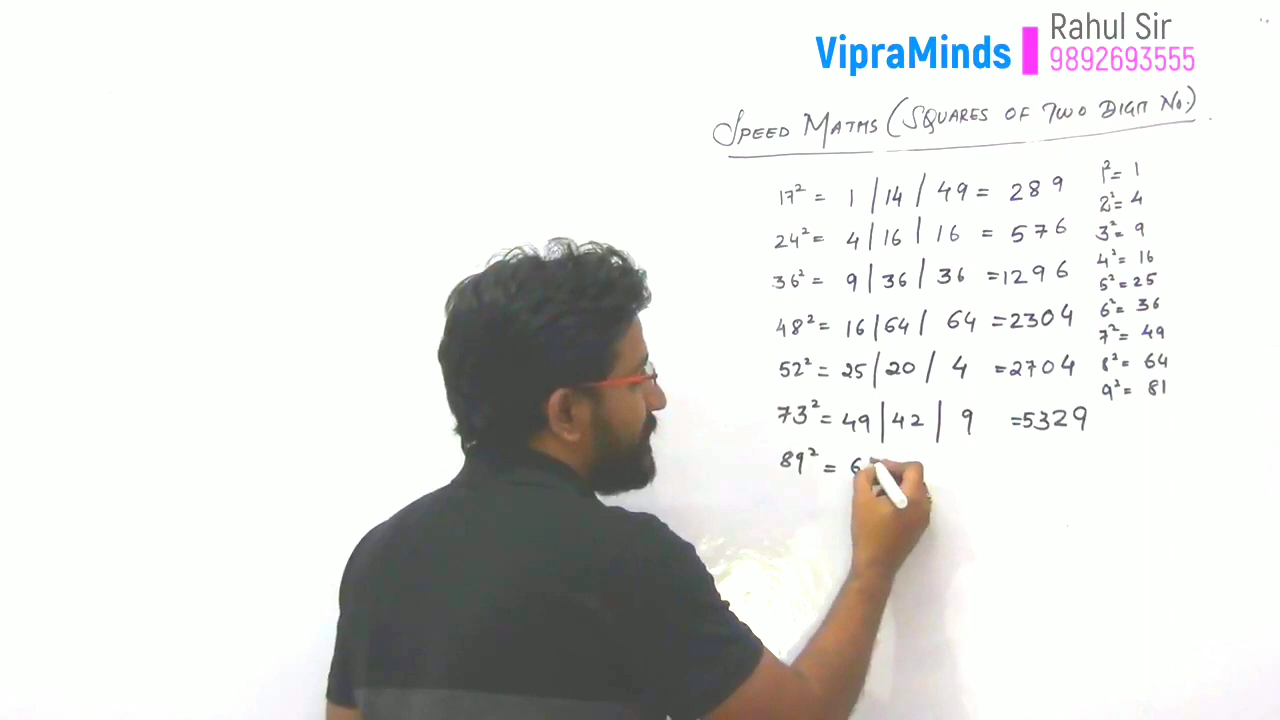 VipraMinds
Rahul Sir
9892693555
SPEED MATHS (SQUARES OF TWO DIGIT No.)
17² = 1 / 14 / 49 = 289
24² = 4 / 16 / 16 = 576
36² = 9 / 36 / 36 = 1296
48² = 16 / 64 / 64 = 2304
52² = 25 / 20 / 4 = 2704
73² = 49 | 42 | 9 = 5329
89² = 6
1² = 1
2² = 4
3² = 9
4² = 16
5² = 25
6² = 36
7² = 49
8² = 64
9² = 81